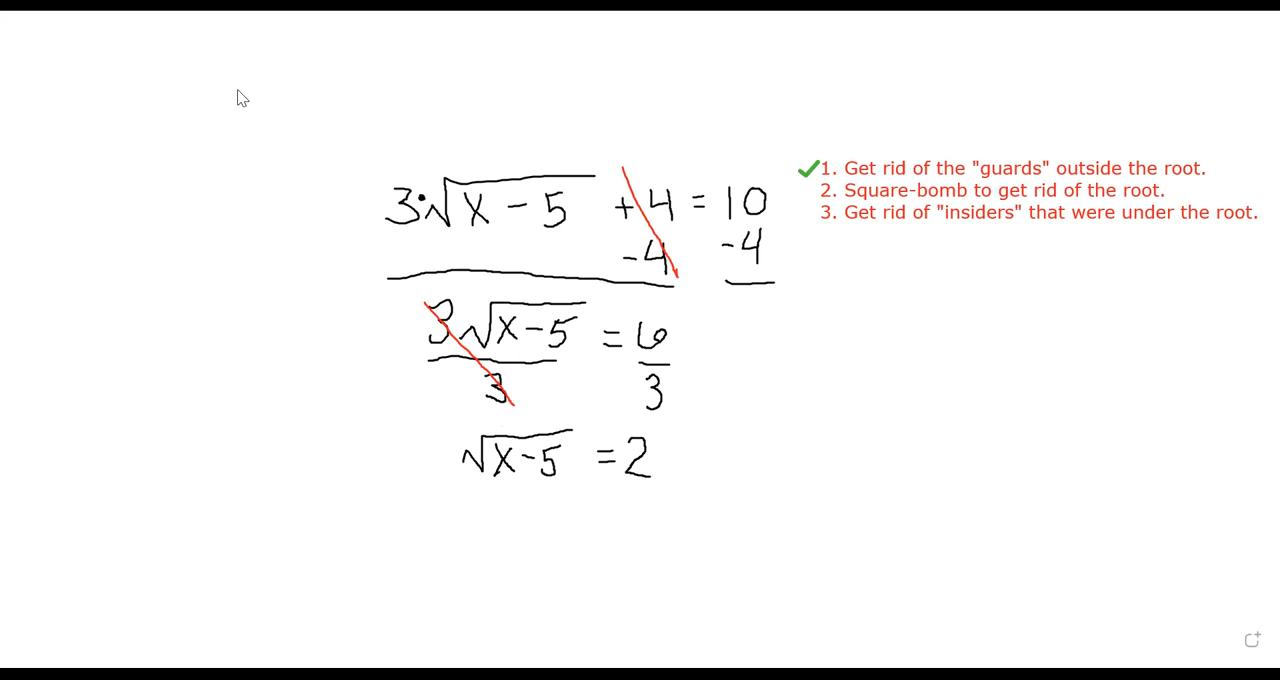 3·√(x-5) +4 = 10
-4 -4
3√(x-5) = 6
3 3
√(x-5) = 2
1. Get rid of the "guards" outside the root.
2. Square-bomb to get rid of the root.
3. Get rid of "insiders" that were under the root.